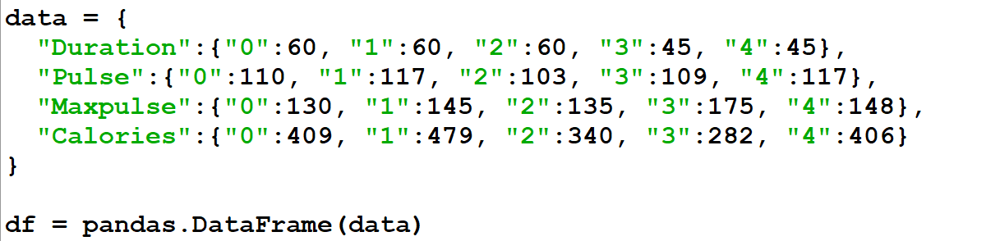 data = {
  "Duration":{"0":60, "1":60, "2":60, "3":45, "4":45},
  "Pulse":{"0":110, "1":117, "2":103, "3":109, "4":117},
  "Maxpulse":{"0":130, "1":145, "2":135, "3":175, "4":148},
  "Calories":{"0":409, "1":479, "2":340, "3":282, "4":406}
}
df = pandas.DataFrame(data)